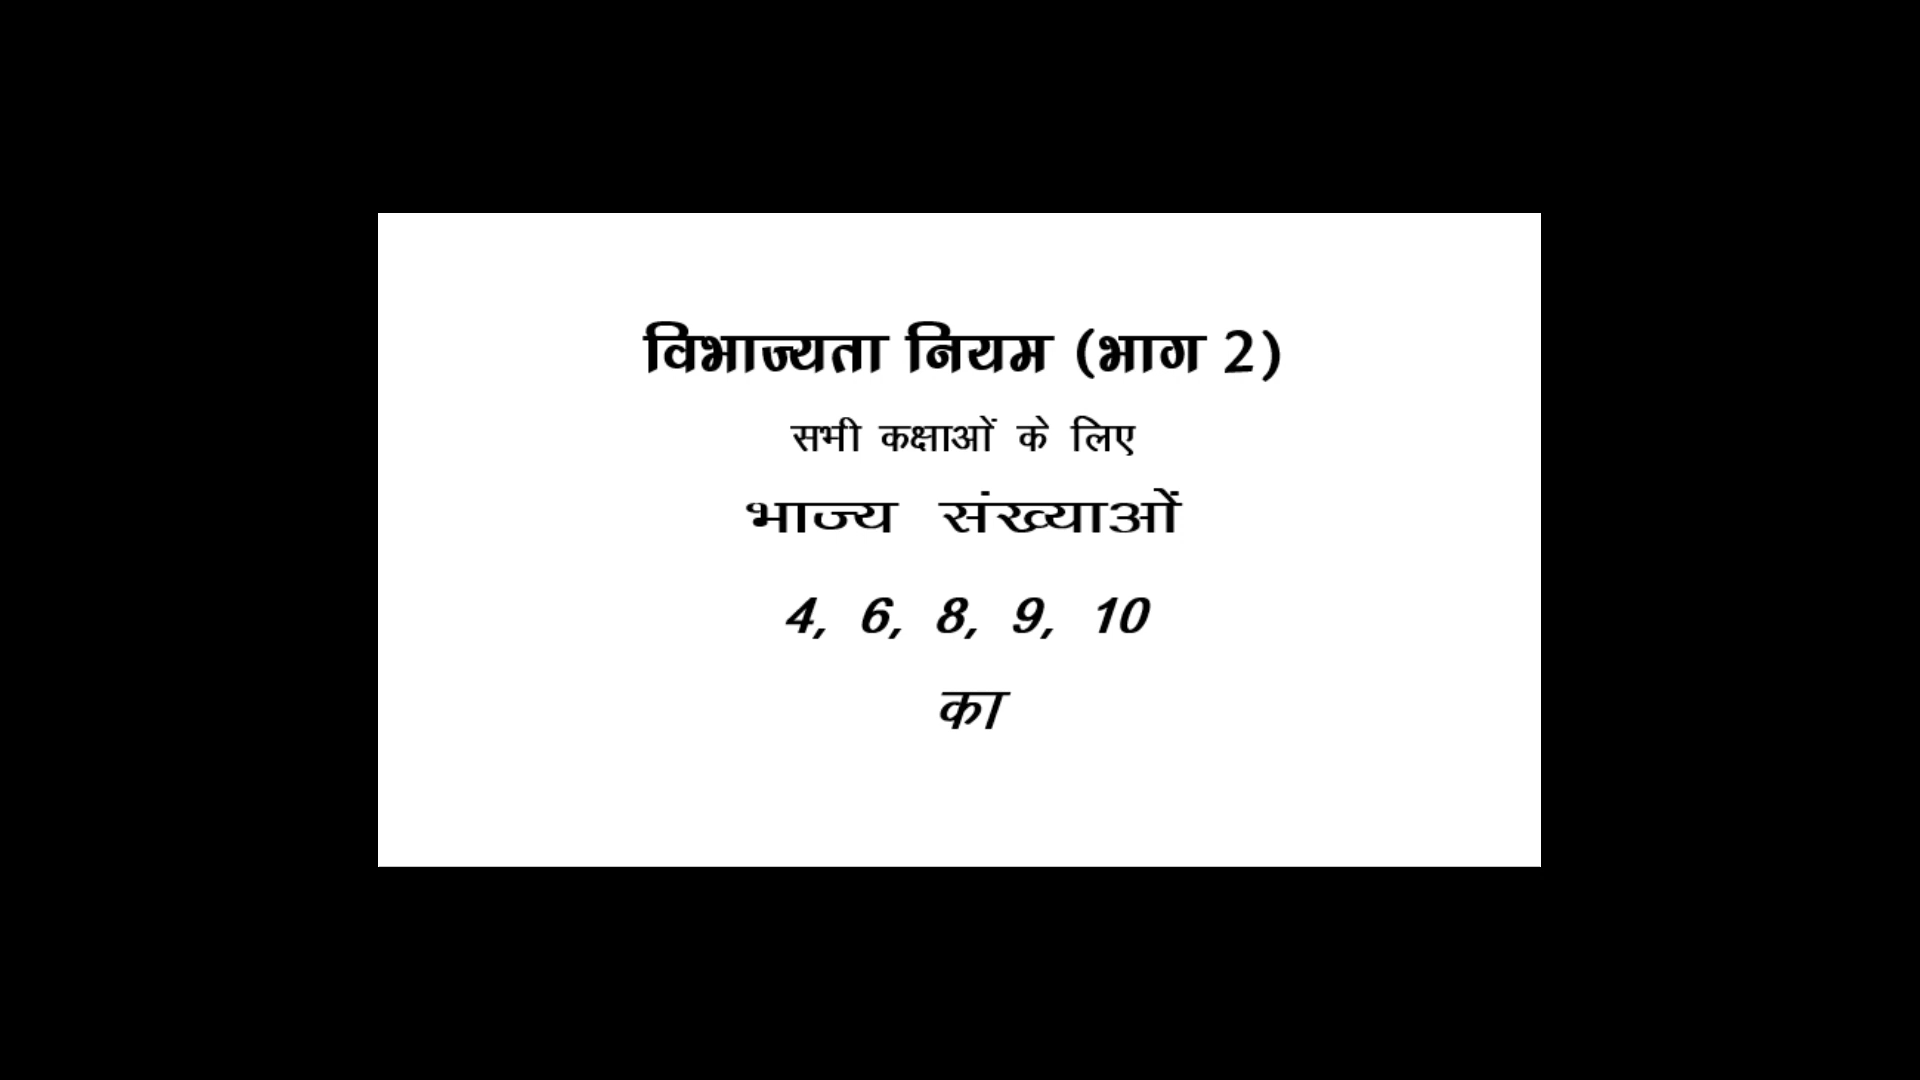 विभाज्यता नियम (भाग 2)
सभी कक्षाओं के लिए
भाज्य संख्याओं
4, 6, 8, 9, 10
का